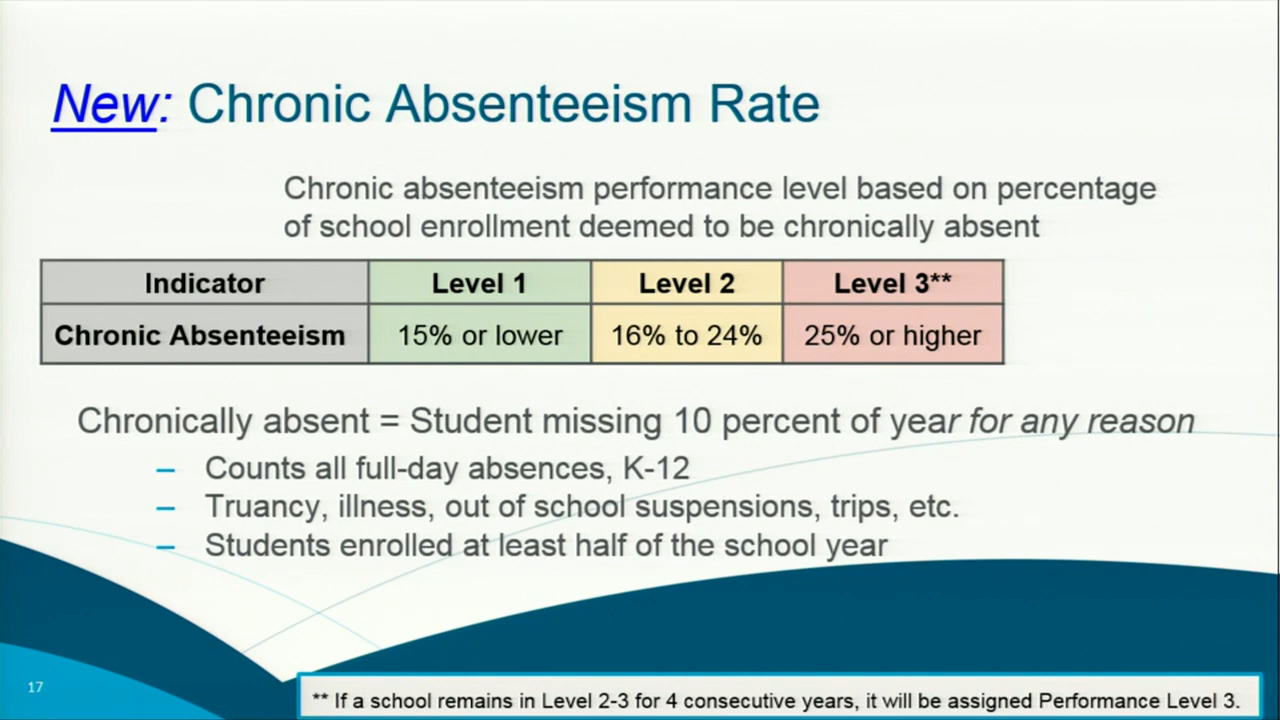 New: Chronic Absenteeism Rate
Chronic absenteeism performance level based on percentage
of school enrollment deemed to be chronically absent
Indicator Level 1 Level 2 Level 3**
Chronic Absenteeism 15% or lower 16% to 24% 25% or higher
Chronically absent = Student missing 10 percent of year for any reason
– Counts all full-day absences, K-12
– Truancy, illness, out of school suspensions, trips, etc.
– Students enrolled at least half of the school year
17
** If a school remains in Level 2-3 for 4 consecutive years, it will be assigned Performance Level 3.